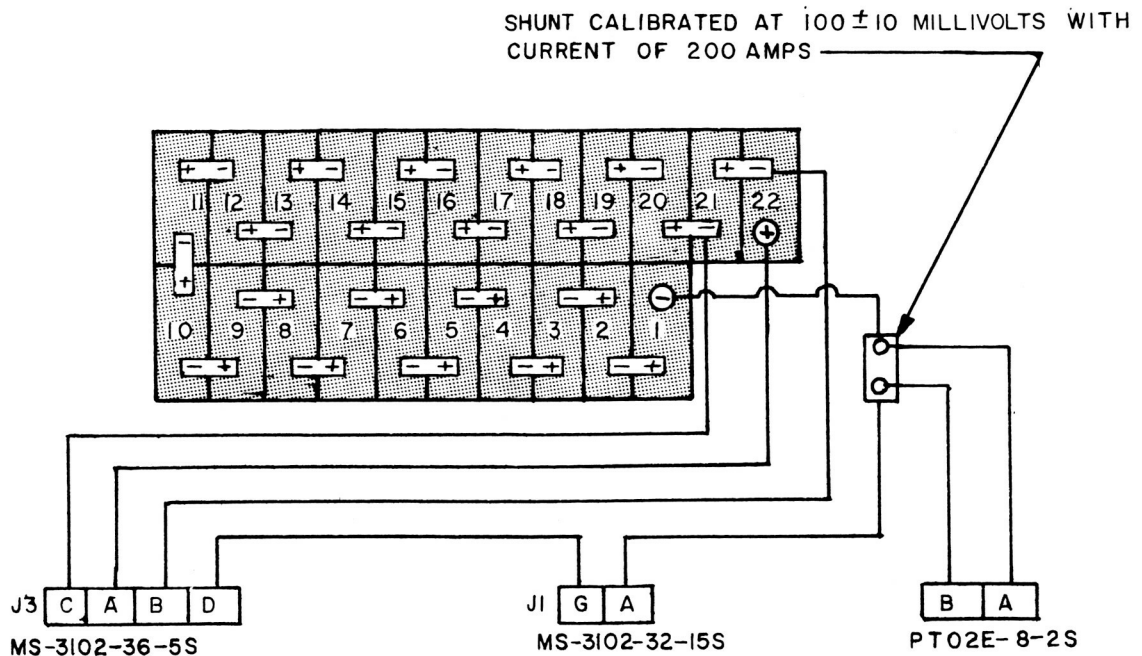 SHUNT CALIBRATED AT 100 ± 10 MILLIVOLTS WITH
CURRENT OF 200 AMPS
+ - + - + - + - + - + -
11 12 13 14 15 16 17 18 19 20 21 22
+ - + - + - + - + - +
-
+
- + - + - + - + -
10 9 8 7 6 5 4 3 2 1
- + - + - + - + - +
J3 C A B D
MS-3102-36-5S
J1 G A
MS-3102-32-15S
B A
PT02E-8-2S